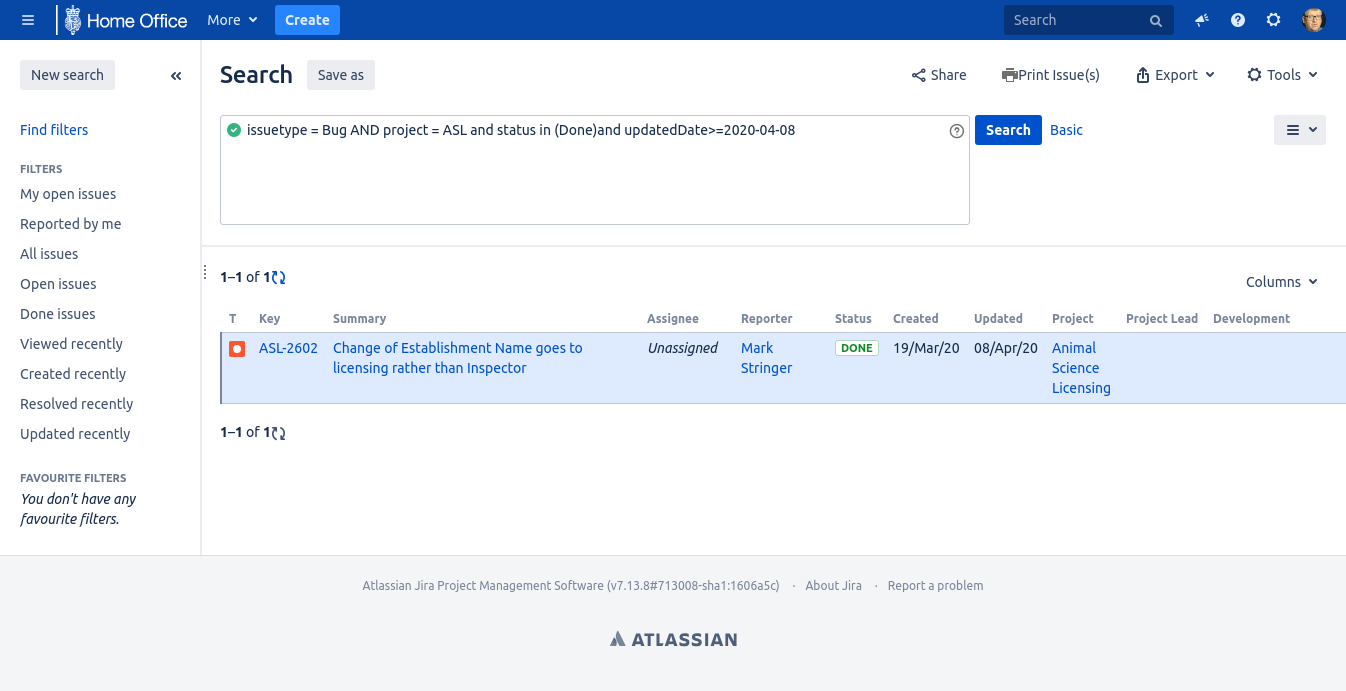 Home Office More Create Search
New search
Search Save as Share Print Issue(s) Export Tools
issuetype = Bug AND project = ASL and status in (Done)and updatedDate>=2020-04-08 Search Basic
Find filters
FILTERS
My open issues
Reported by me
All issues
Open issues
Done issues
Viewed recently
Created recently
Resolved recently
Updated recently
FAVOURITE FILTERS
You don't have any
favourite filters.
1–1 of 1
Columns
T Key Summary Assignee Reporter Status Created Updated Project Project Lead Development
ASL-2602 Change of Establishment Name goes to Unassigned Mark DONE 19/Mar/20 08/Apr/20 Animal
licensing rather than Inspector Stringer Science
Licensing
1–1 of 1
Atlassian Jira Project Management Software (v7.13.8#713008-sha1:1606a5c) · About Jira · Report a problem
ATLASSIAN